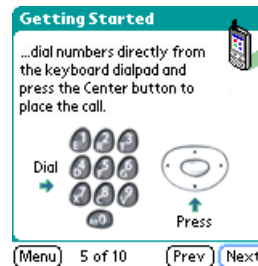 Getting Started
...dial numbers directly from
the keyboard dialpad and
press the Center button to
place the call.
Dial
Press
Menu 5 of 10 Prev Next